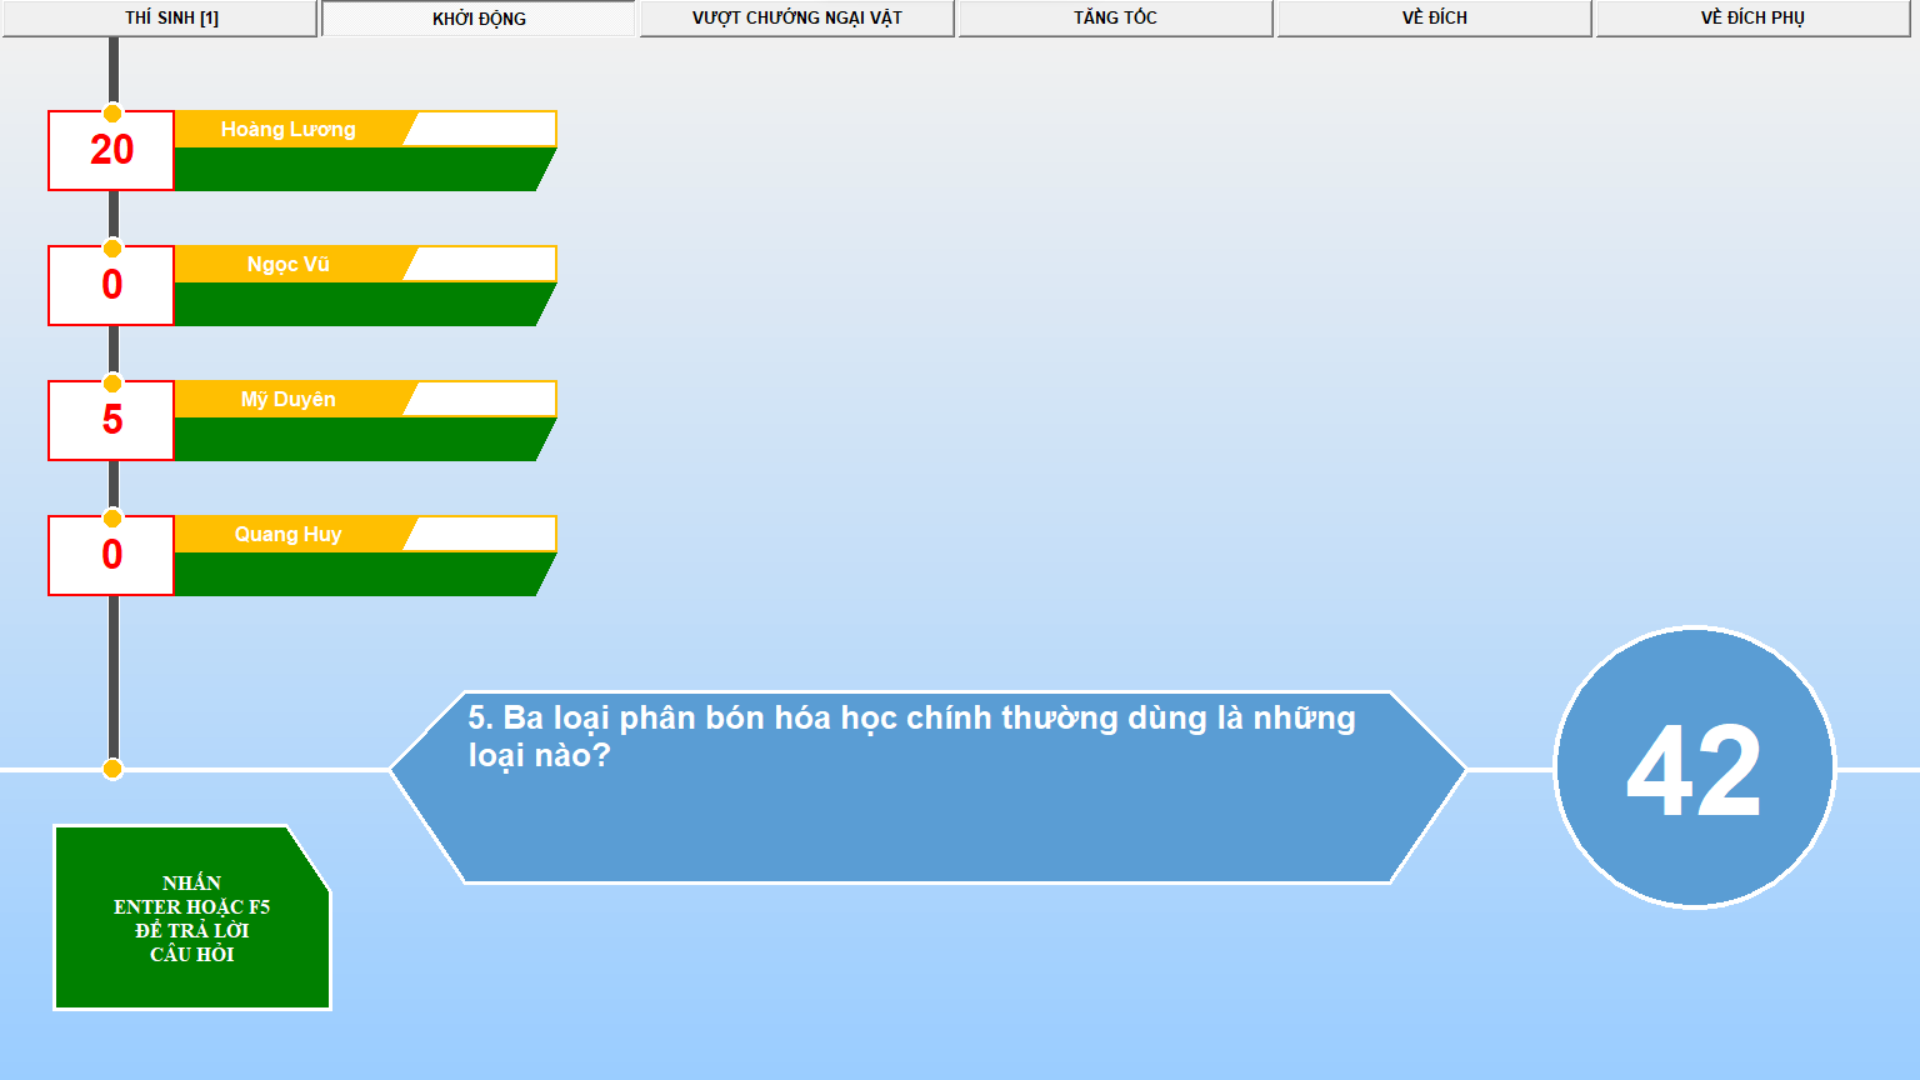 THÍ SINH [1]
KHỞI ĐỘNG
VƯỢT CHƯỚNG NGẠI VẬT
TĂNG TỐC
VỀ ĐÍCH
VỀ ĐÍCH PHỤ
20
Hoàng Lương
0
Ngọc Vũ
5
Mỹ Duyên
0
Quang Huy
5. Ba loại phân bón hóa học chính thường dùng là những
loại nào?
42
NHẤN
ENTER HOẶC F5
ĐỂ TRẢ LỜI
CÂU HỎI